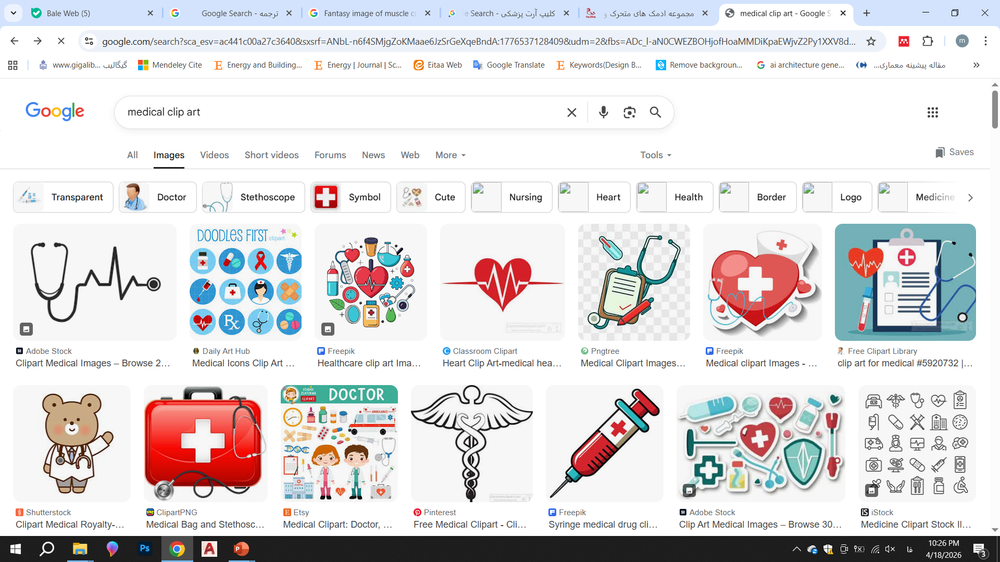 Bale Web (5)
ترجمه - Google Search
Fantasy image of muscle c
کلیپ آرت پزشکی - e Search
مجموعه ادمک های متحرک و
medical clip art - Google S
google.com/search?sca_esv=ac441c00a27c3640&sxsrf=ANbL-n6f4SMjgZoKMaae6JzSrGeXqeBndA:1776537128409&udm=2&fbs=ADc_l-aN0CWEZBOHjofHoaMMDiKpaEWjvZ2Py1XXV8d...
m
گیگالیب ...www.gigalib
Mendeley Cite
Energy and Building...
Energy | Journal | Sc...
Eitaa Web
Google Translate
Keywords(Design B...
Remove backgroun...
ai architecture gene...
مقاله پیشینه معماری...
Google
medical clip art
All
Images
Videos
Short videos
Forums
News
Web
More
Tools
Saves
Transparent
Doctor
Stethoscope
Symbol
Cute
Nursing
Heart
Health
Border
Logo
Medicine
DOODLES FIRST
clipart
Rx
Adobe Stock
Clipart Medical Images – Browse 2...
Daily Art Hub
Medical Icons Clip Art ...
Freepik
Healthcare clip art Ima...
Classroom Clipart
Heart Clip Art-medical hea...
Pngtree
Medical Clipart Images...
Freepik
Medical clipart Images - ...
Free Clipart Library
clip art for medical #5920732 |...
STUDIO
ZLATOENA
CLIPART
DOCTOR
AMBULANCE
HOSPITAL
Shutterstock
Clipart Medical Royalty-...
ClipartPNG
Medical Bag and Stethosc...
Etsy
Medical Clipart: Doctor, ...
Pinterest
Free Medical Clipart - Cli...
Freepik
Syringe medical drug cli...
Adobe Stock
Clip Art Medical Images – Browse 30...
iStock
Medicine Clipart Stock Il...
Ps
فا
10:26 PM
4/18/2026
3